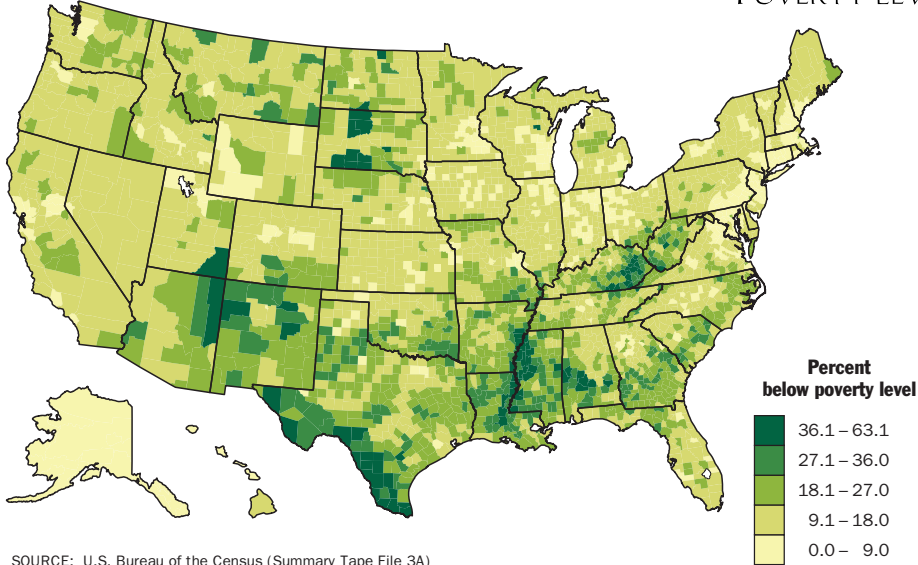 Percent
below poverty level
36.1 – 63.1
27.1 – 36.0
18.1 – 27.0
9.1 – 18.0
0.0 – 9.0
SOURCE: U.S. Bureau of the Census (Summary Tape File 3A)